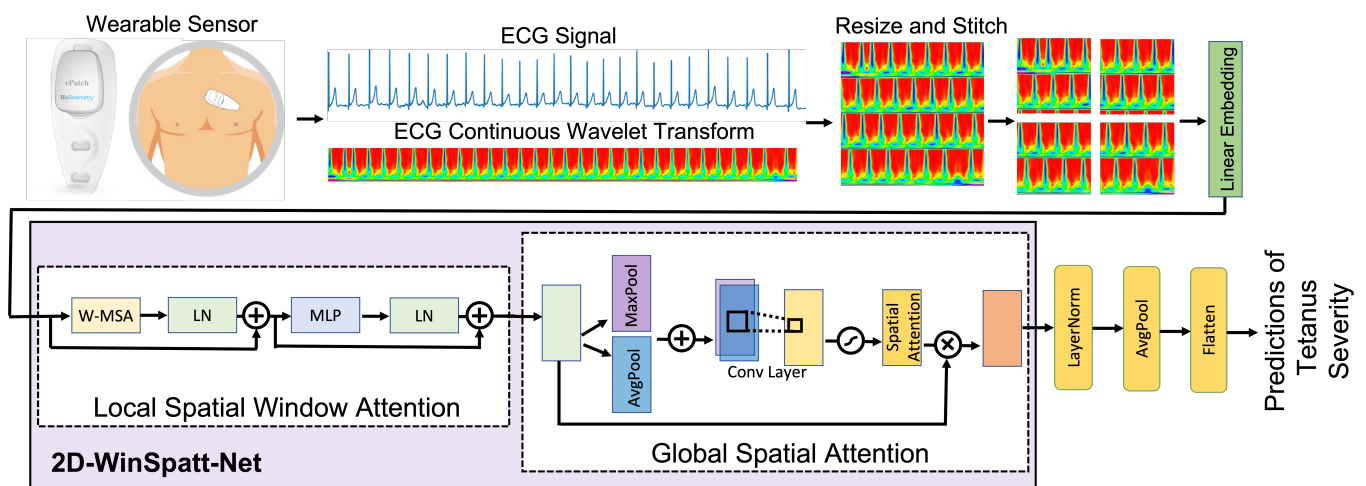 Wearable Sensor
ePatch
BioTelemetry
ECG Signal
ECG Continuous Wavelet Transform
Resize and Stitch
Linear Embedding
W-MSA
LN
MLP
LN
Local Spatial Window Attention
2D-WinSpatt-Net
MaxPool
AvgPool
Conv Layer
Spatial
Attention
Global Spatial Attention
LayerNorm
AvgPool
Flatten
Predictions of
Tetanus
Severity